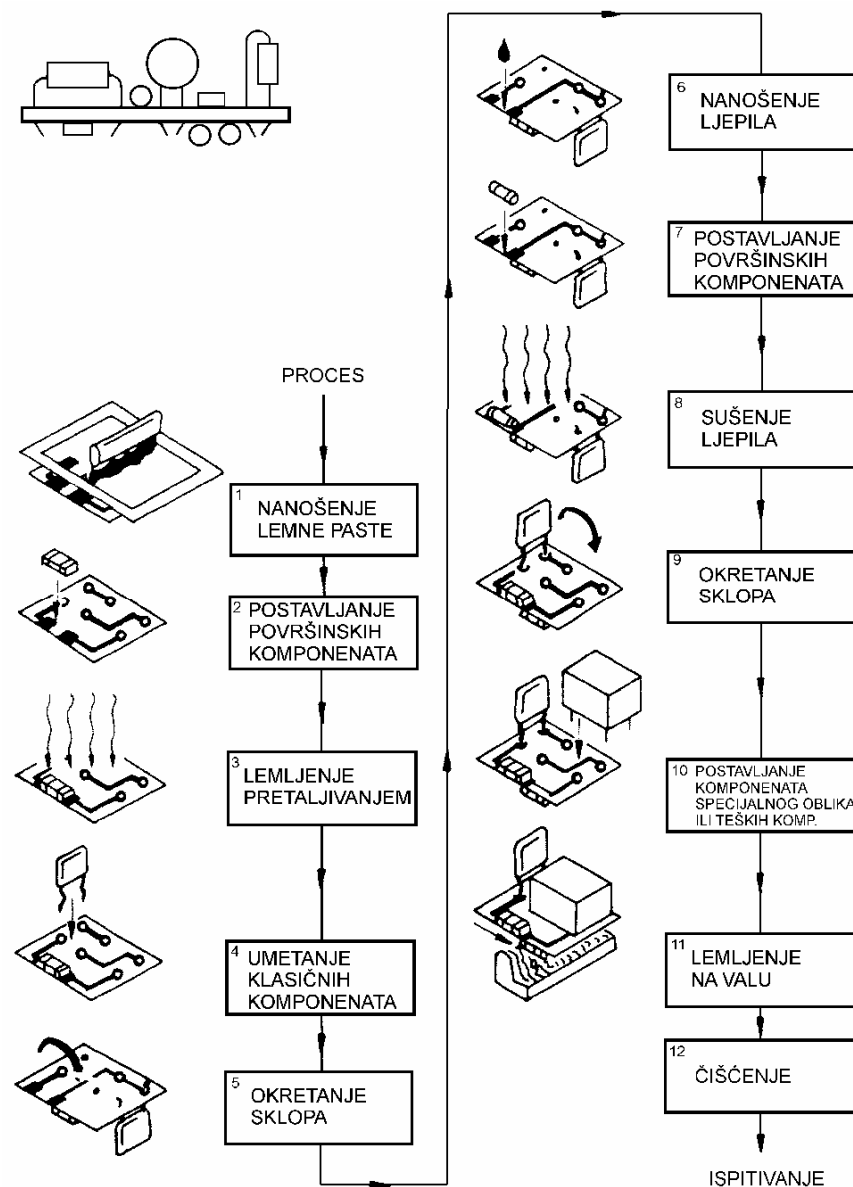 PROCES
1
NANOŠENJE
LEMNE PASTE
2
POSTAVLJANJE
POVRŠINSKIH
KOMPONENATA
3
LEMLJENJE
PRETALJIVANJEM
4
UMETANJE
KLASIČNIH
KOMPONENATA
5
OKRETANJE
SKLOPA
6
NANOŠENJE
LJEPILA
7
POSTAVLJANJE
POVRŠINSKIH
KOMPONENATA
8
SUŠENJE
LJEPILA
9
OKRETANJE
SKLOPA
10
POSTAVLJANJE
KOMPONENATA
SPECIJALNOG OBLIKA
ILI TEŠKIH KOMP.
11
LEMLJENJE
NA VALU
12
ČIŠĆENJE
ISPITIVANJE